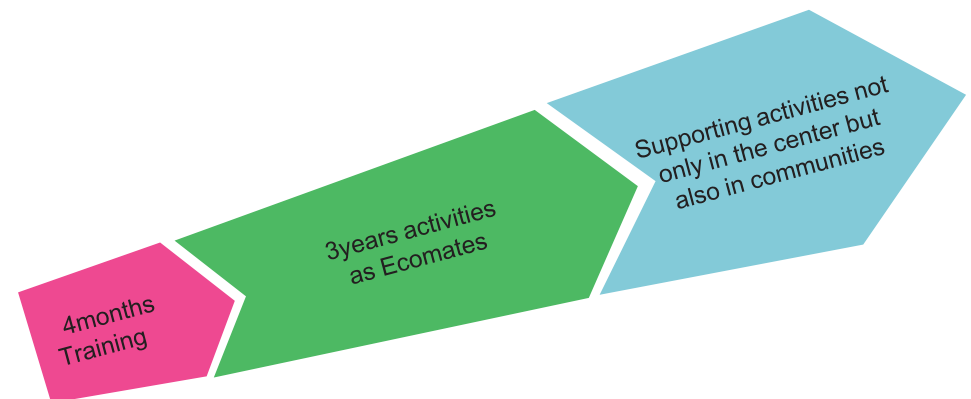 4months
Training
3years activities
as Ecomates
Supporting activities not
only in the center but
also in communities